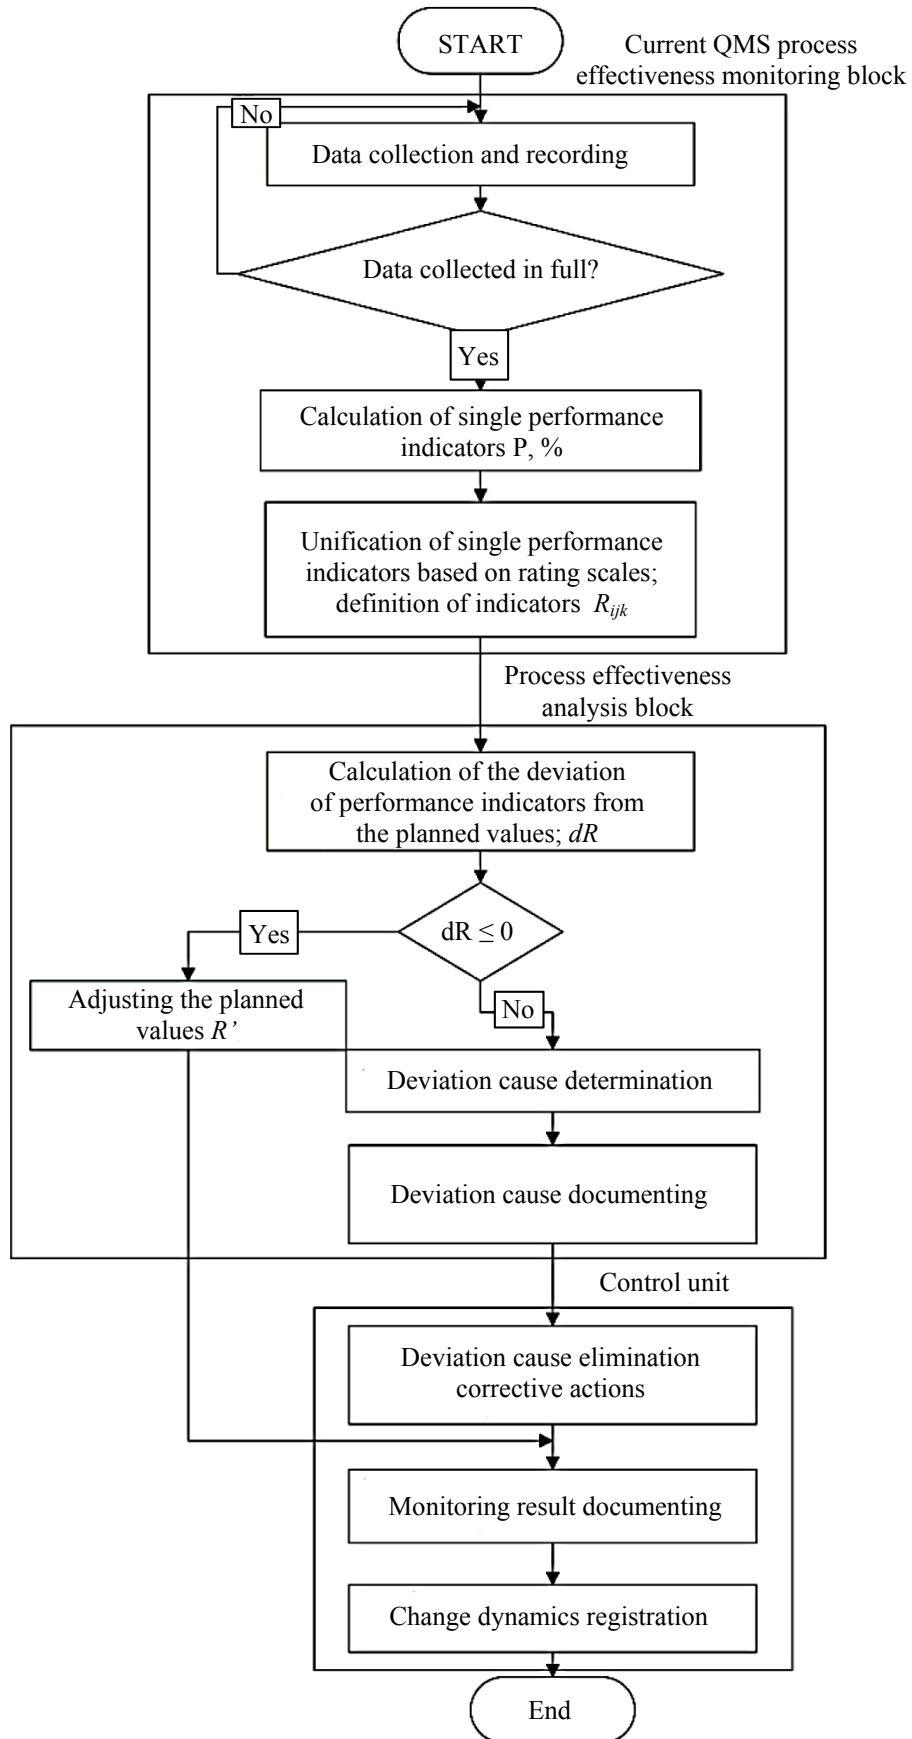 START
Current QMS process
effectiveness monitoring block
No
Data collection and recording
Data collected in full?
Yes
Calculation of single performance
indicators P, %
Unification of single performance
indicators based on rating scales;
definition of indicators R_ijk
Process effectiveness
analysis block
Calculation of the deviation
of performance indicators from
the planned values; dR
dR ≤ 0
Yes
Adjusting the planned
values R’
No
Deviation cause determination
Deviation cause documenting
Control unit
Deviation cause elimination
corrective actions
Monitoring result documenting
Change dynamics registration
End